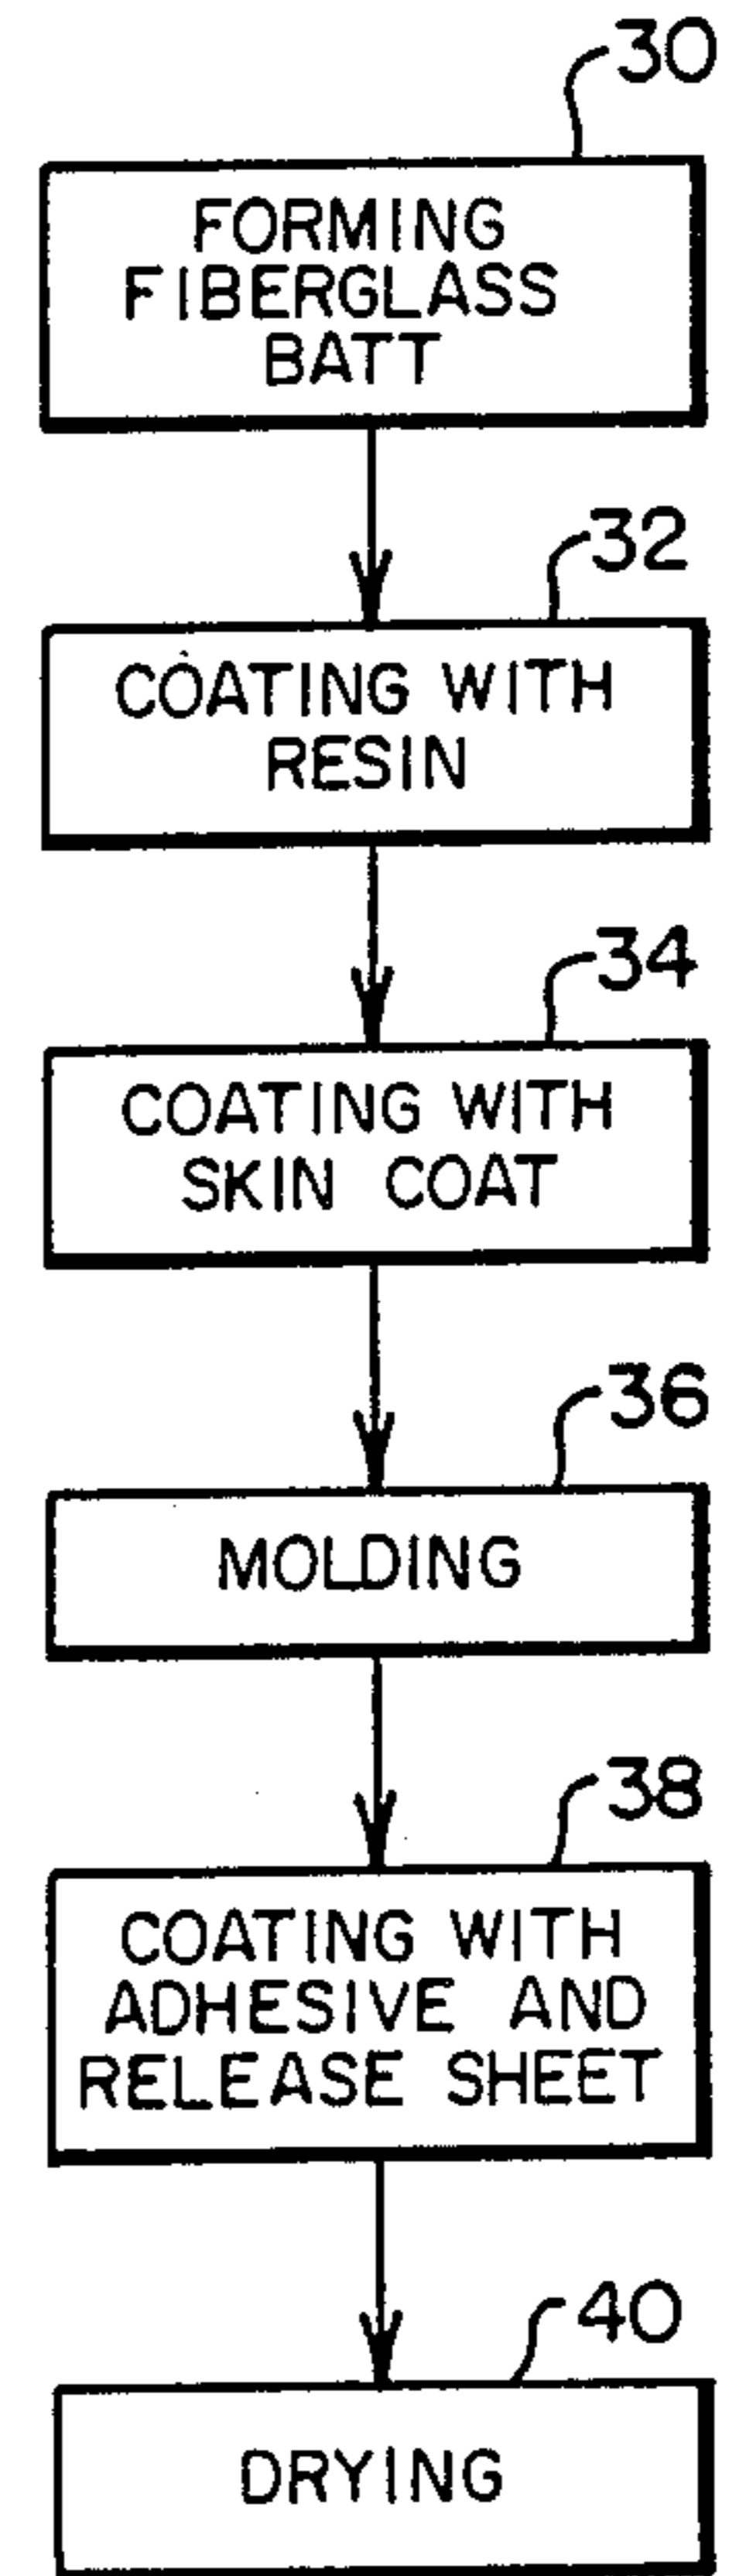 30
FORMING
FIBERGLASS
BATT
32
COATING WITH
RESIN
34
COATING WITH
SKIN COAT
36
MOLDING
38
COATING WITH
ADHESIVE AND
RELEASE SHEET
40
DRYING